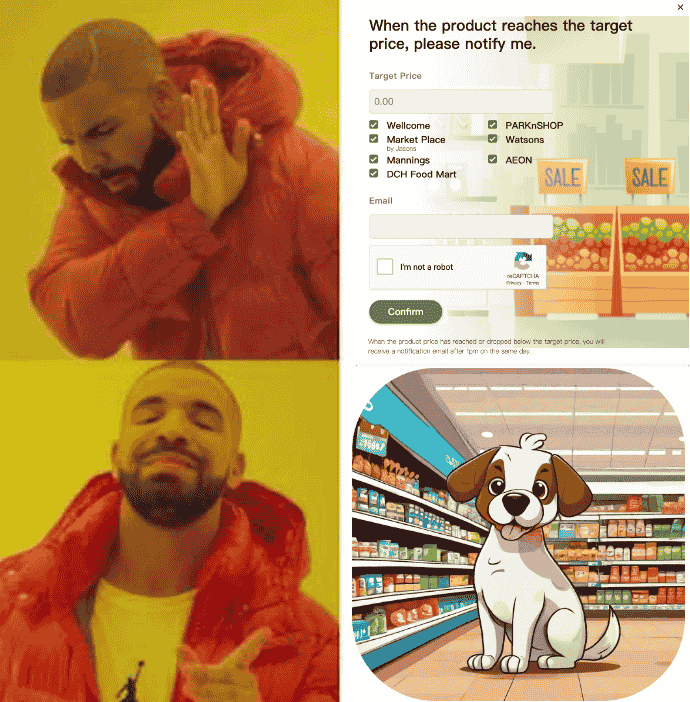 ×
When the product reaches the target
price, please notify me.
Target Price
0.00
Wellcome
PARKnSHOP
Market Place
by Jasons
Watsons
Mannings
AEON
DCH Food Mart
SALE
SALE
Email
I'm not a robot
reCAPTCHA
Privacy - Terms
Confirm
When the product price has reached or dropped below the target price, you will
receive a notification email after 1pm on the same day.